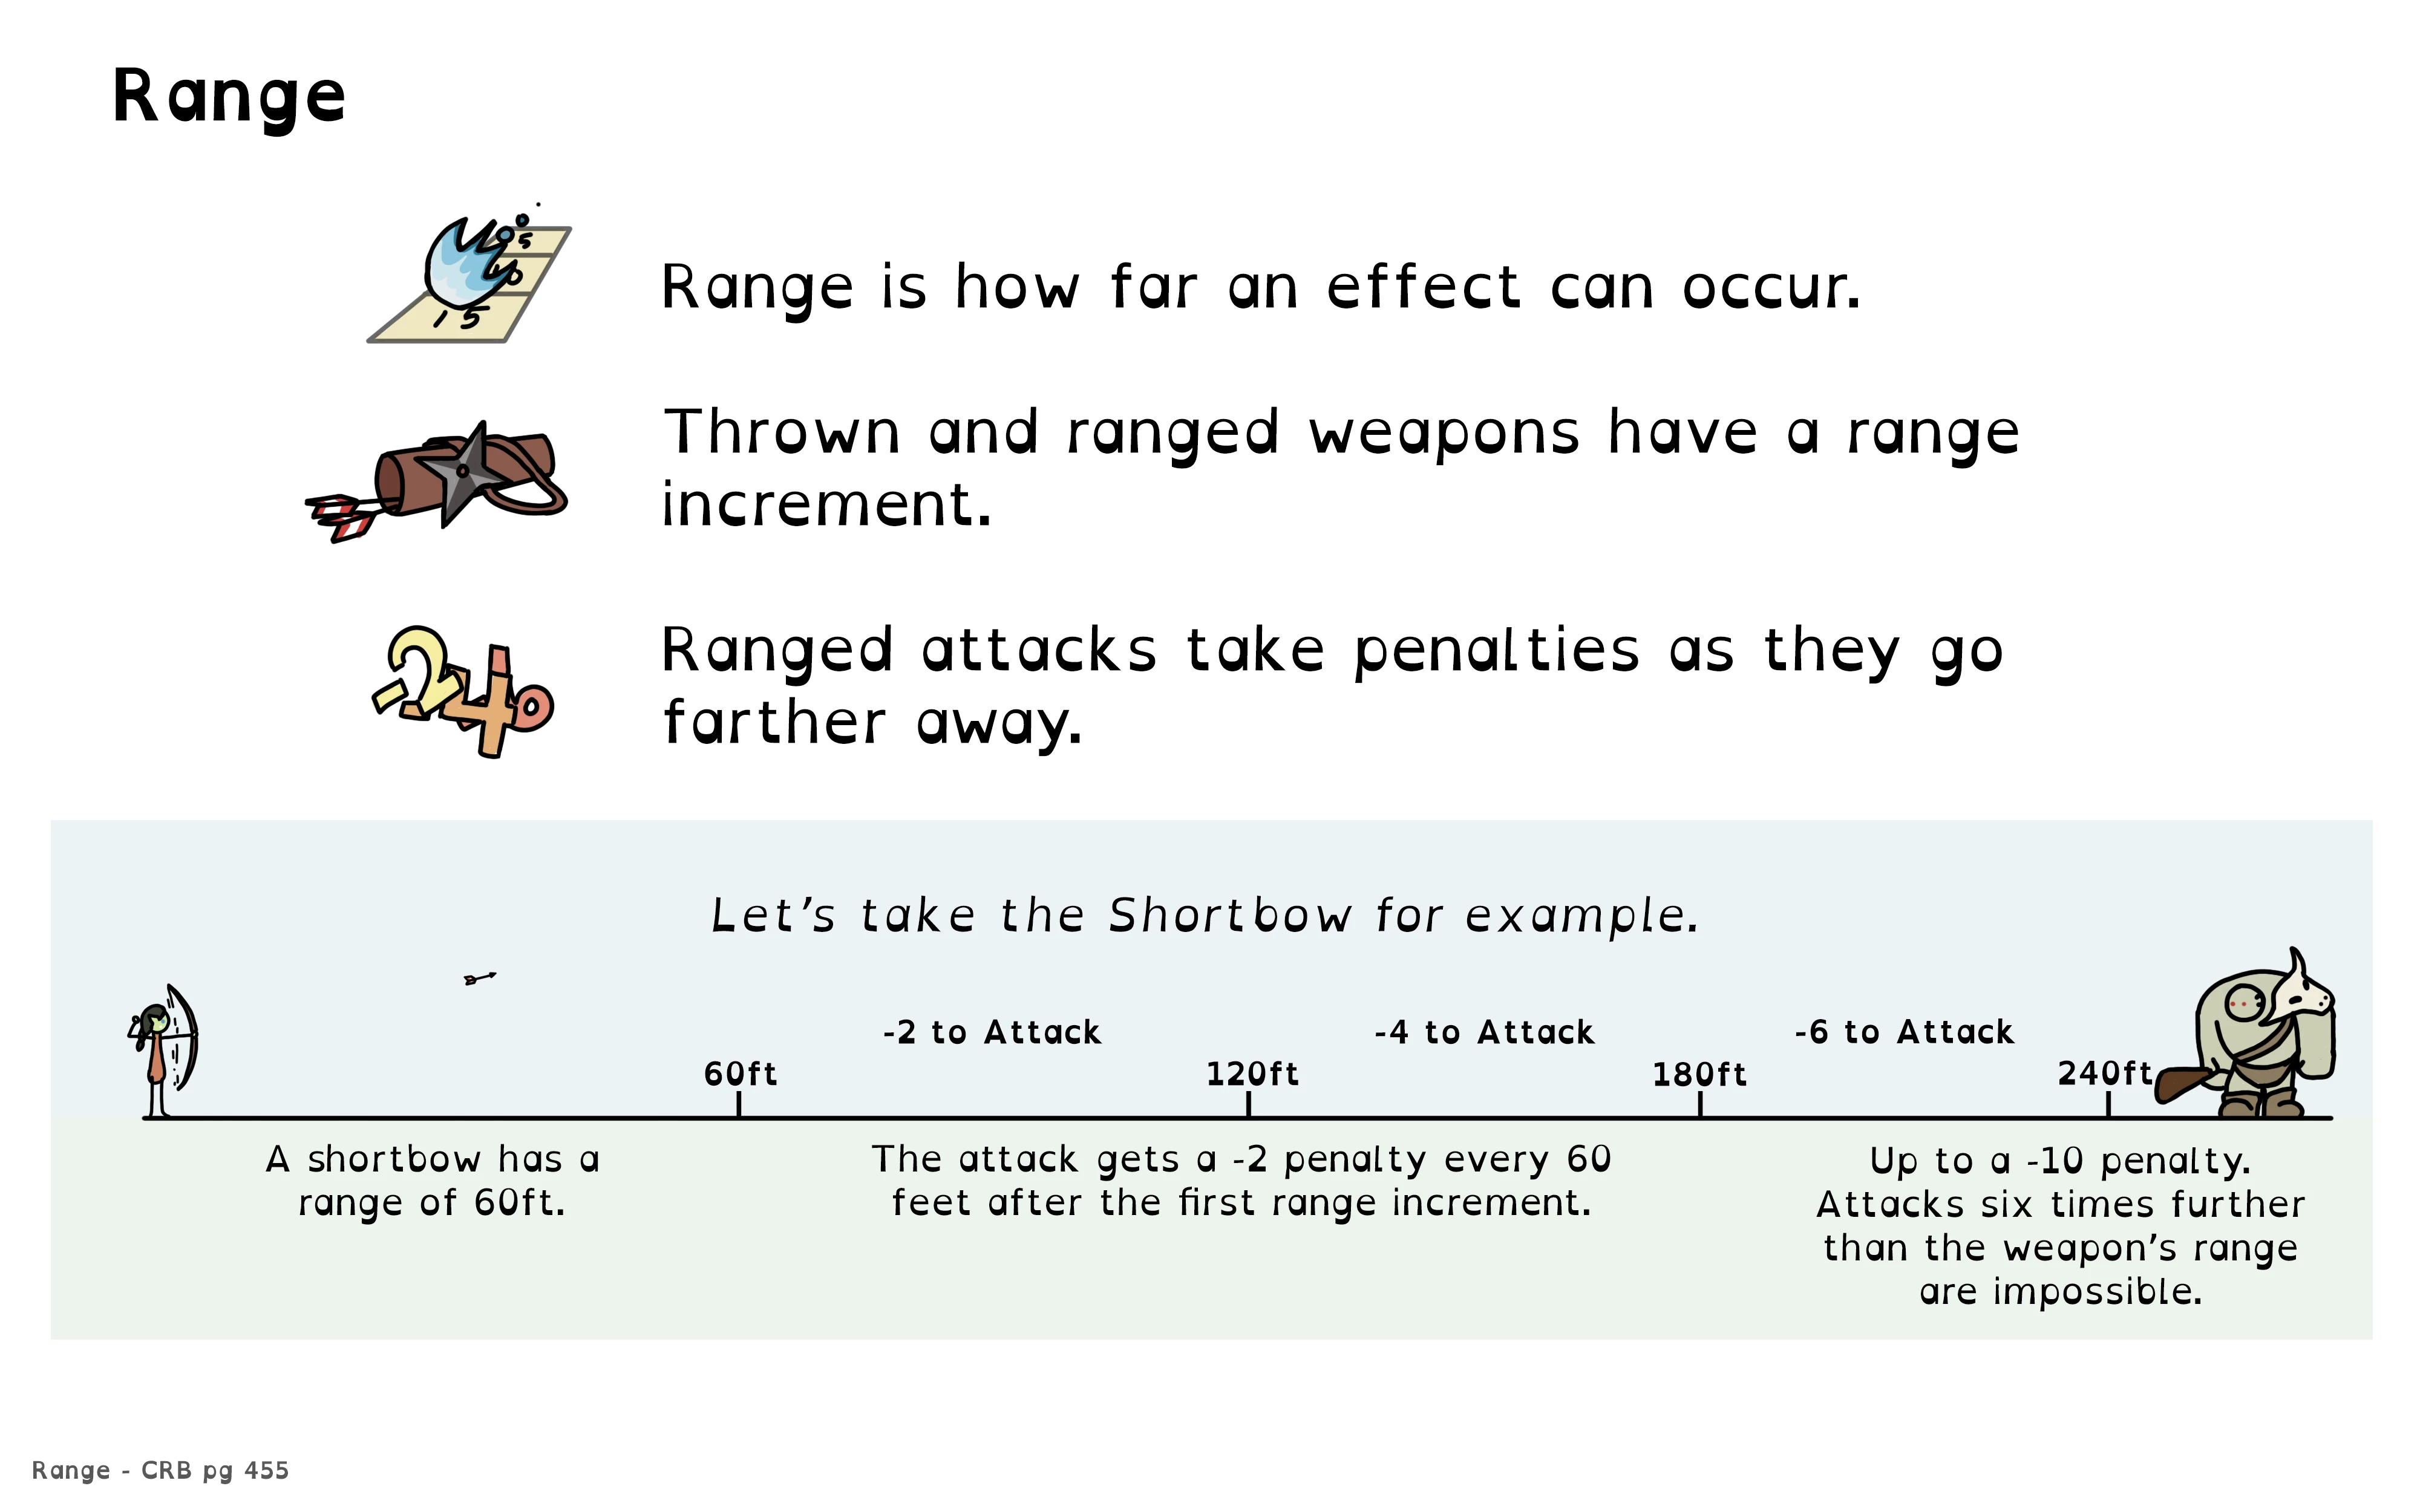 Range
5
15
Range is how far an effect can occur.
Thrown and ranged weapons have a range
increment.
-2 4
Ranged attacks take penalties as they go
farther away.
Let's take the Shortbow for example.
-2 to Attack
-4 to Attack
-6 to Attack
60ft
120ft
180ft
240ft
A shortbow has a
range of 60ft.
The attack gets a -2 penalty every 60
feet after the first range increment.
Up to a -10 penalty.
Attacks six times further
than the weapon's range
are impossible.
Range - CRB pg 455